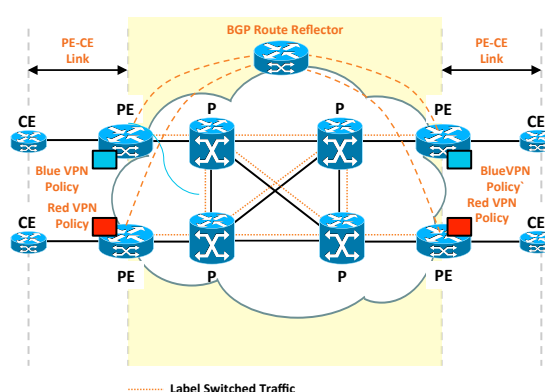 BGP Route Reflector
PE-CE
Link
PE-CE
Link
CE
PE
P
P
PE
CE
Blue VPN
Policy
BlueVPN
Policy`
Red VPN
Policy
Red VPN
Policy
CE
CE
PE
P
P
PE
Label Switched Traffic